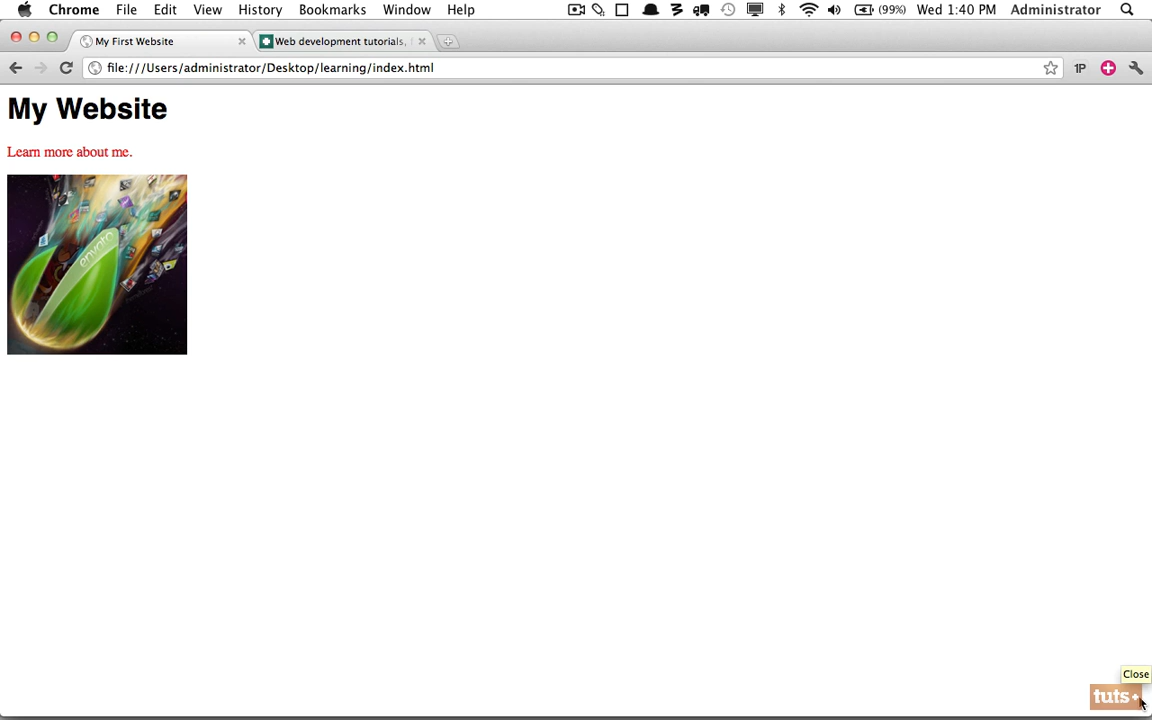 Chrome File Edit View History Bookmarks Window Help (99%) Wed 1:40 PM Administrator
My First Website Web development tutorials,
file:///Users/administrator/Desktop/learning/index.html 1P
My Website
Learn more about me.
envato
Close
tuts+